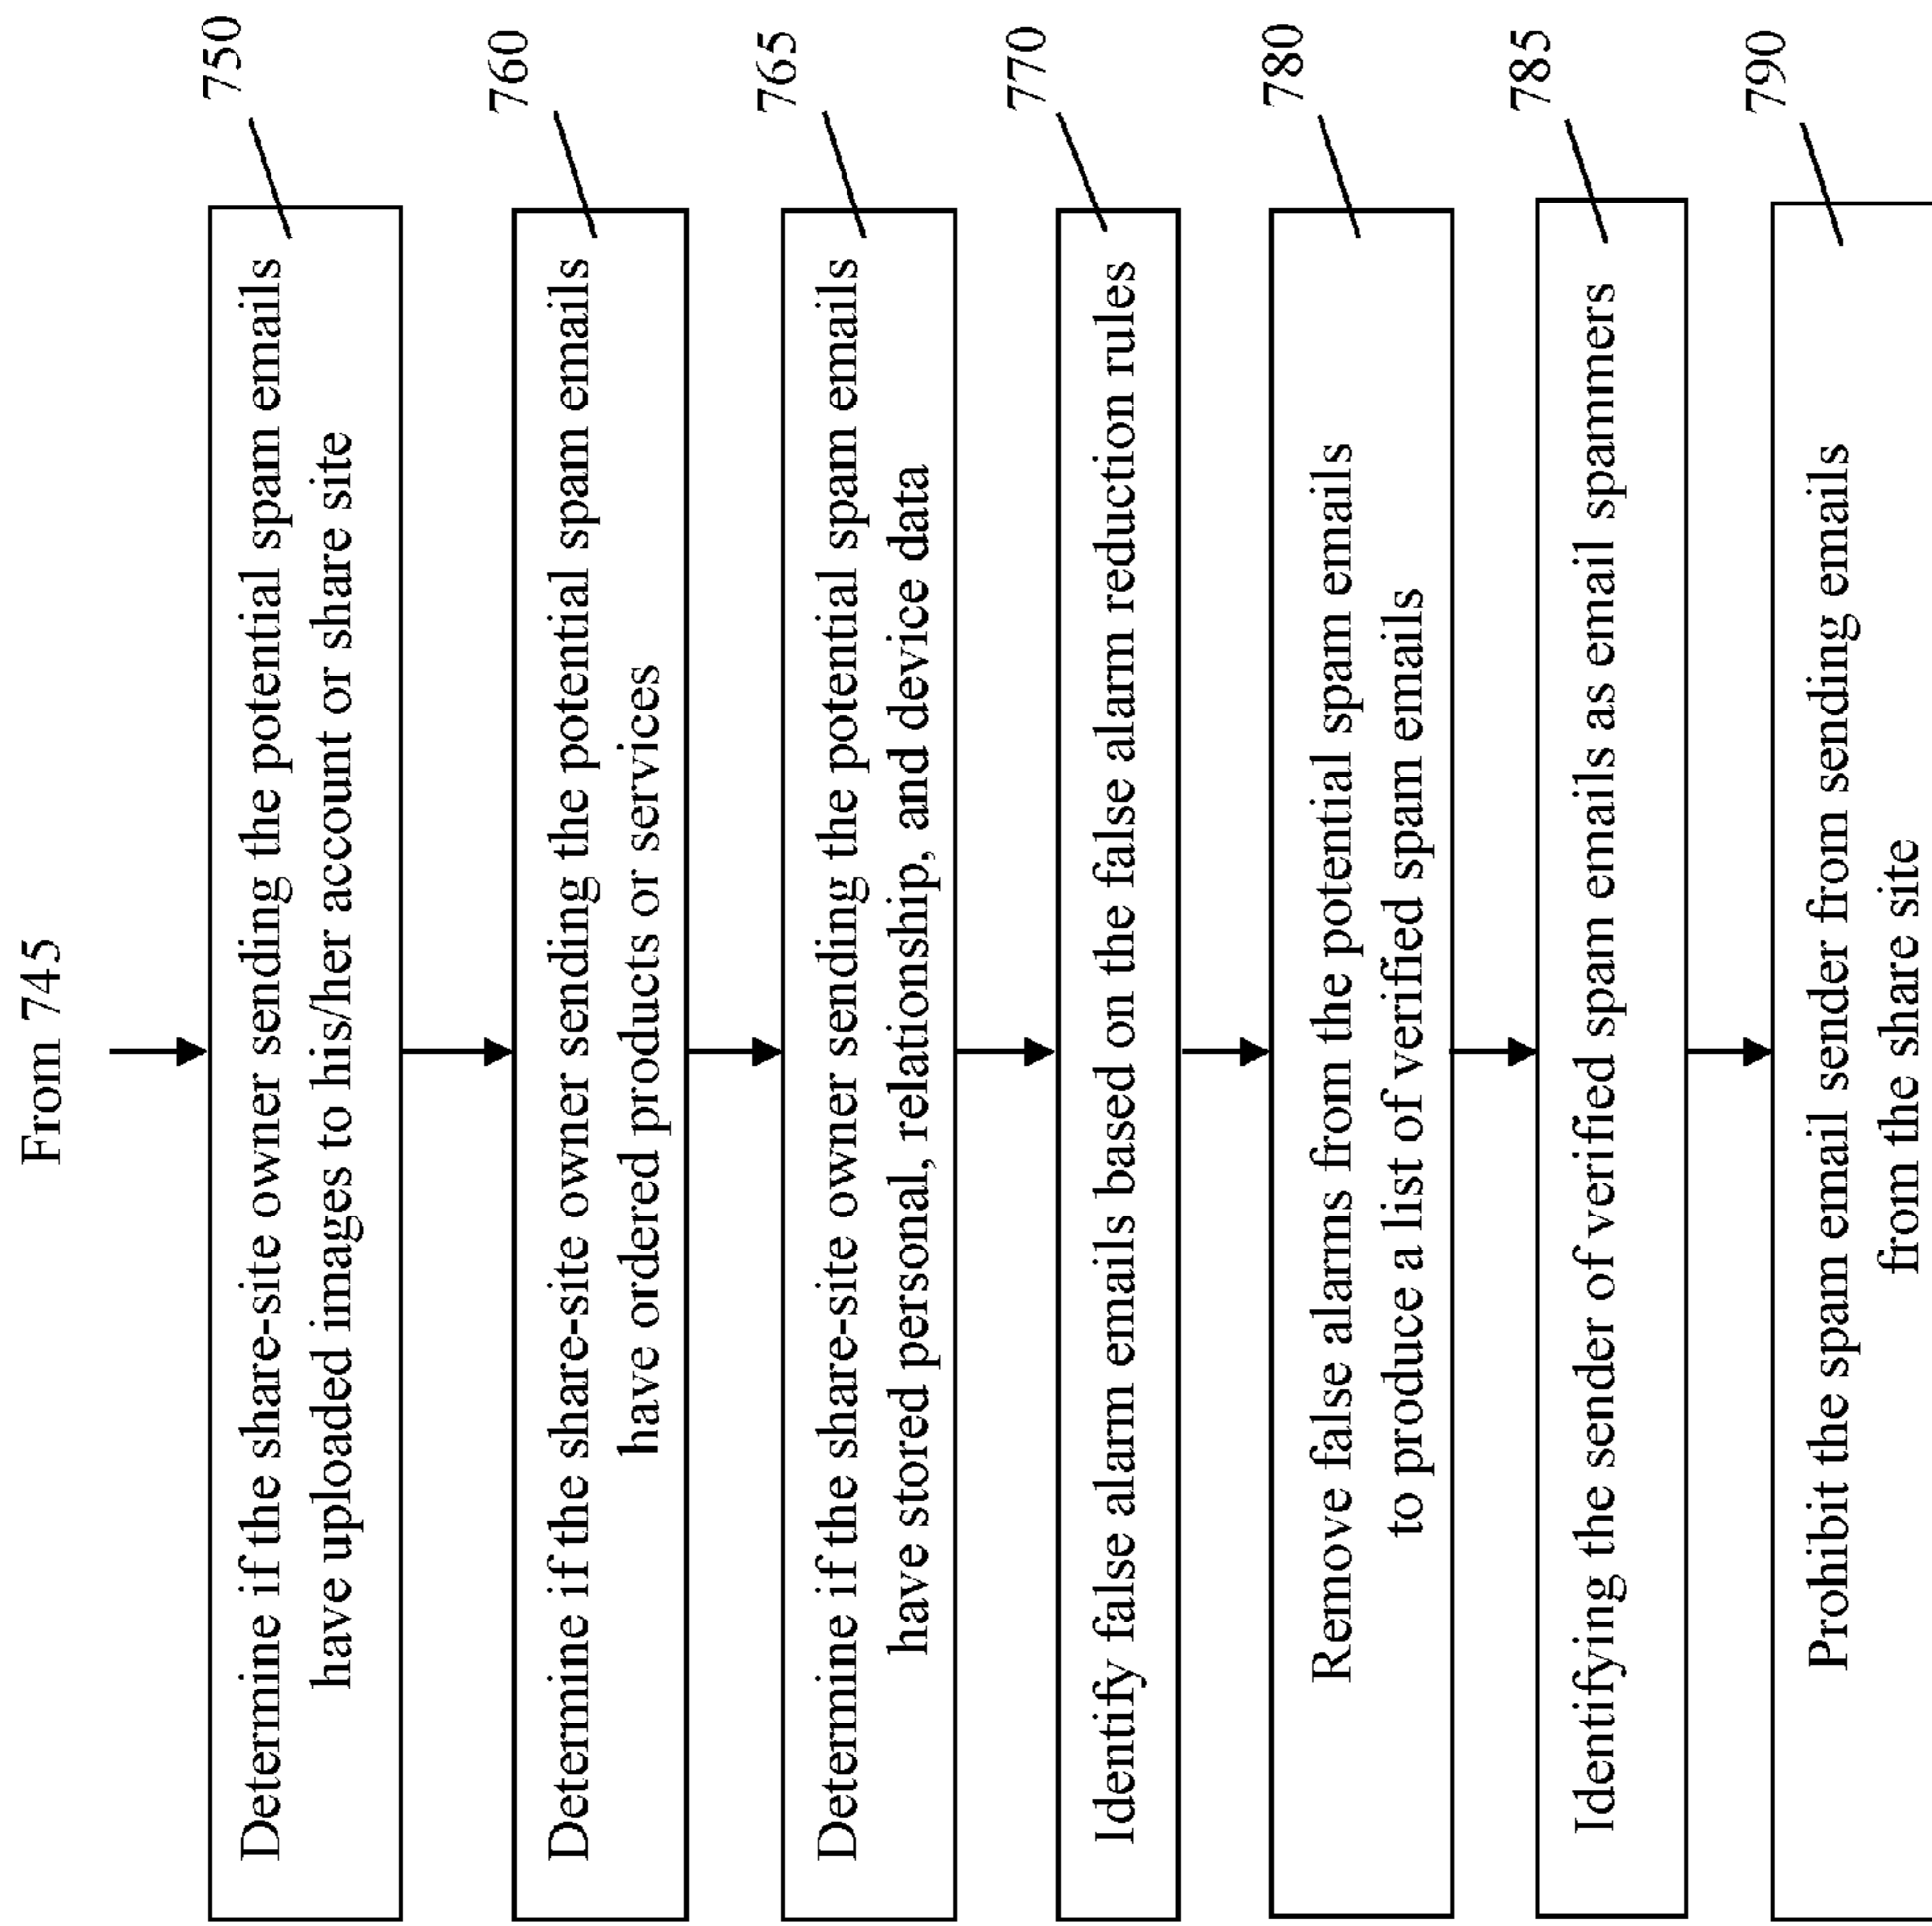 From 745
750
Determine if the share-site owner sending the potential spam emails
have uploaded images to his/her account or share site
760
Determine if the share-site owner sending the potential spam emails
have ordered products or services
765
Determine if the share-site owner sending the potential spam emails
have stored personal, relationship, and device data
770
Identify false alarm emails based on the false alarm reduction rules
780
Remove false alarms from the potential spam emails
to produce a list of verified spam emails
785
Identifying the sender of verified spam emails as email spammers
790
Prohibit the spam email sender from sending emails
from the share site